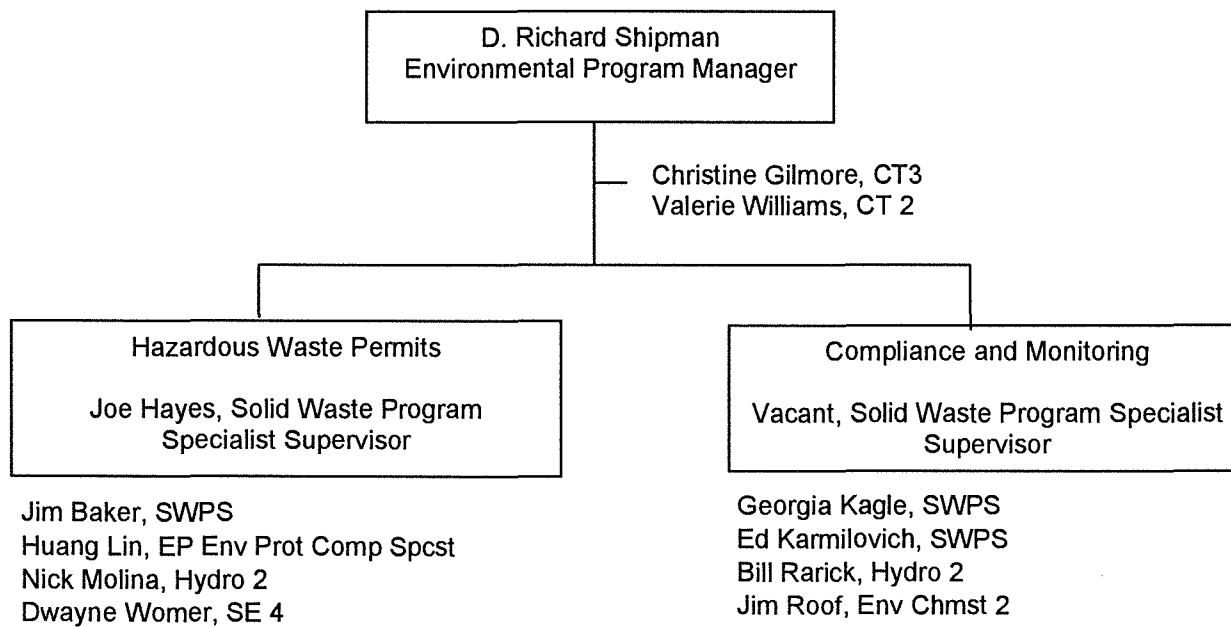 D. Richard Shipman
Environmental Program Manager
Christine Gilmore, CT3
Valerie Williams, CT 2
Hazardous Waste Permits
Joe Hayes, Solid Waste Program
Specialist Supervisor
Jim Baker, SWPS
Huang Lin, EP Env Prot Comp Spcst
Nick Molina, Hydro 2
Dwayne Womer, SE 4
Compliance and Monitoring
Vacant, Solid Waste Program Specialist
Supervisor
Georgia Kagle, SWPS
Ed Karmilovich, SWPS
Bill Rarick, Hydro 2
Jim Roof, Env Chmst 2